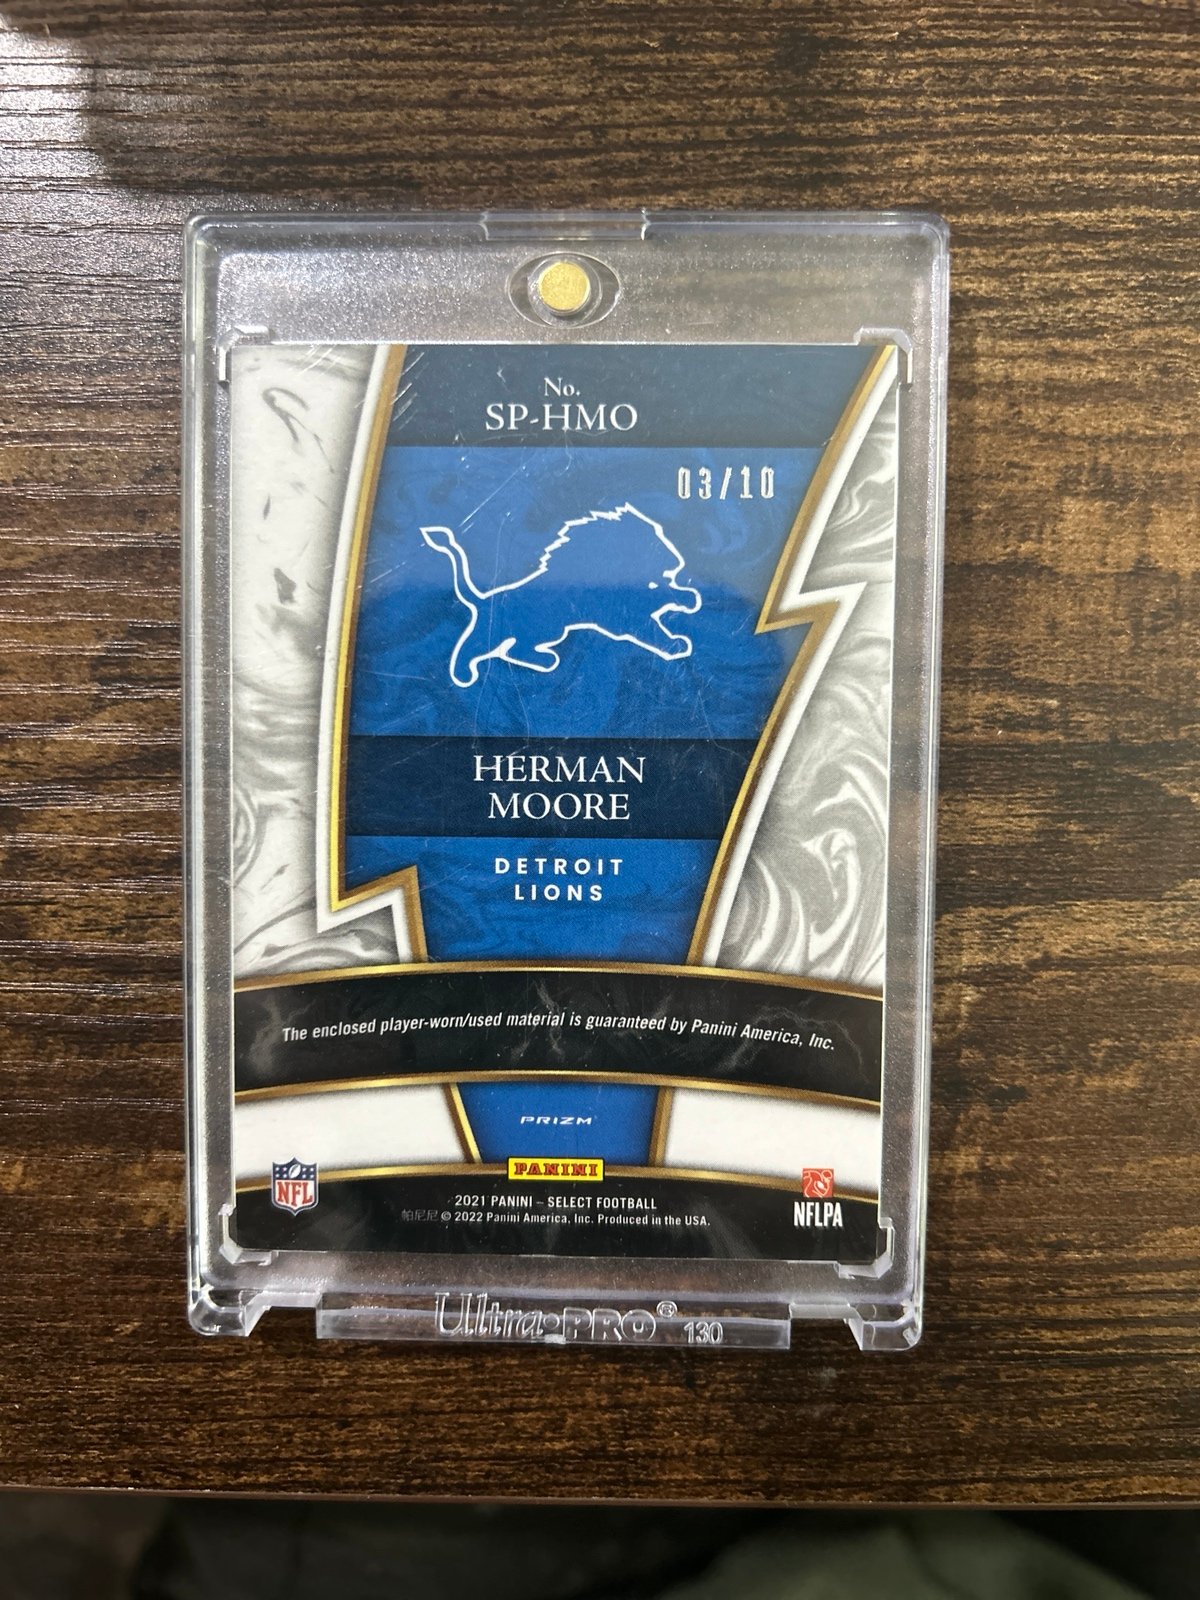 No.
SP-HMO
03/10
HERMAN
MOORE
DETROIT
LIONS
The enclosed player-worn/used material is guaranteed by Panini America, Inc.
PRIZM
PANINI
NFL
2021 PANINI – SELECT FOOTBALL
帕尼尼 © 2022 Panini America, Inc. Produced in the USA.
NFLPA
Ultra•PRO® 130